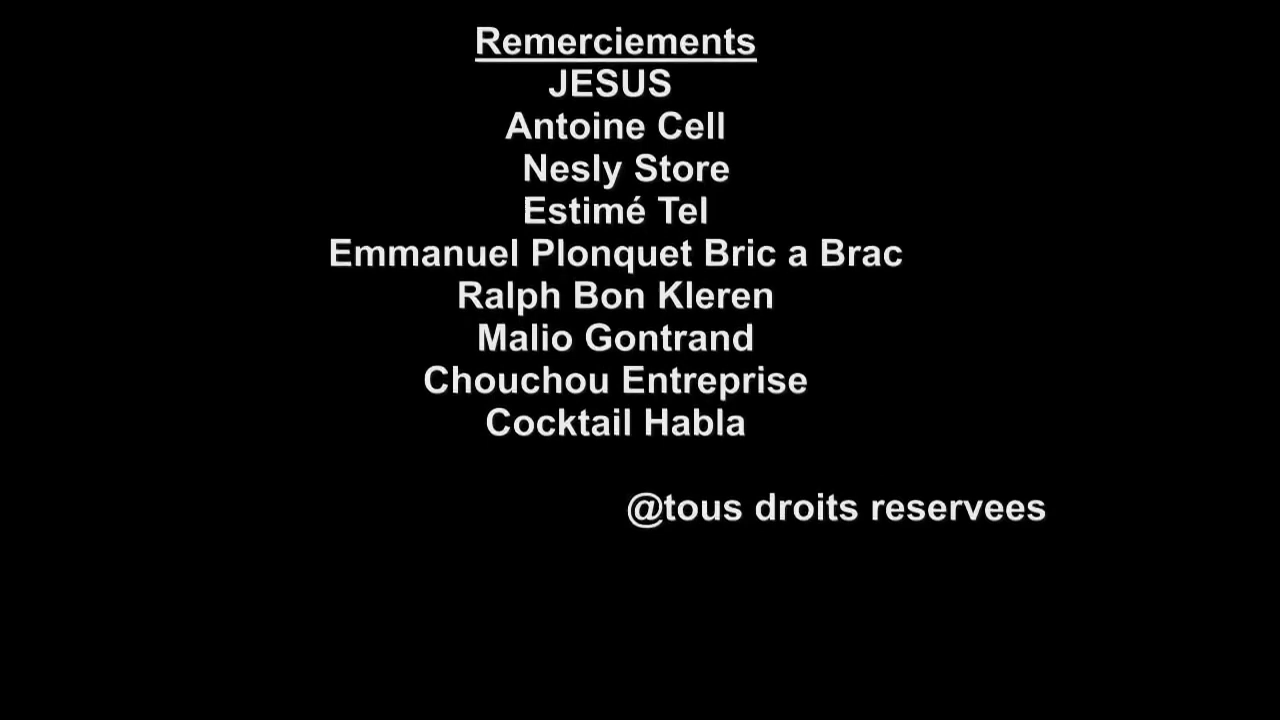 Remerciements
JESUS
Antoine Cell
Nesly Store
Estimé Tel
Emmanuel Plonquet Bric a Brac
Ralph Bon Kleren
Malio Gontrand
Chouchou Entreprise
Cocktail Habla
@tous droits reservees